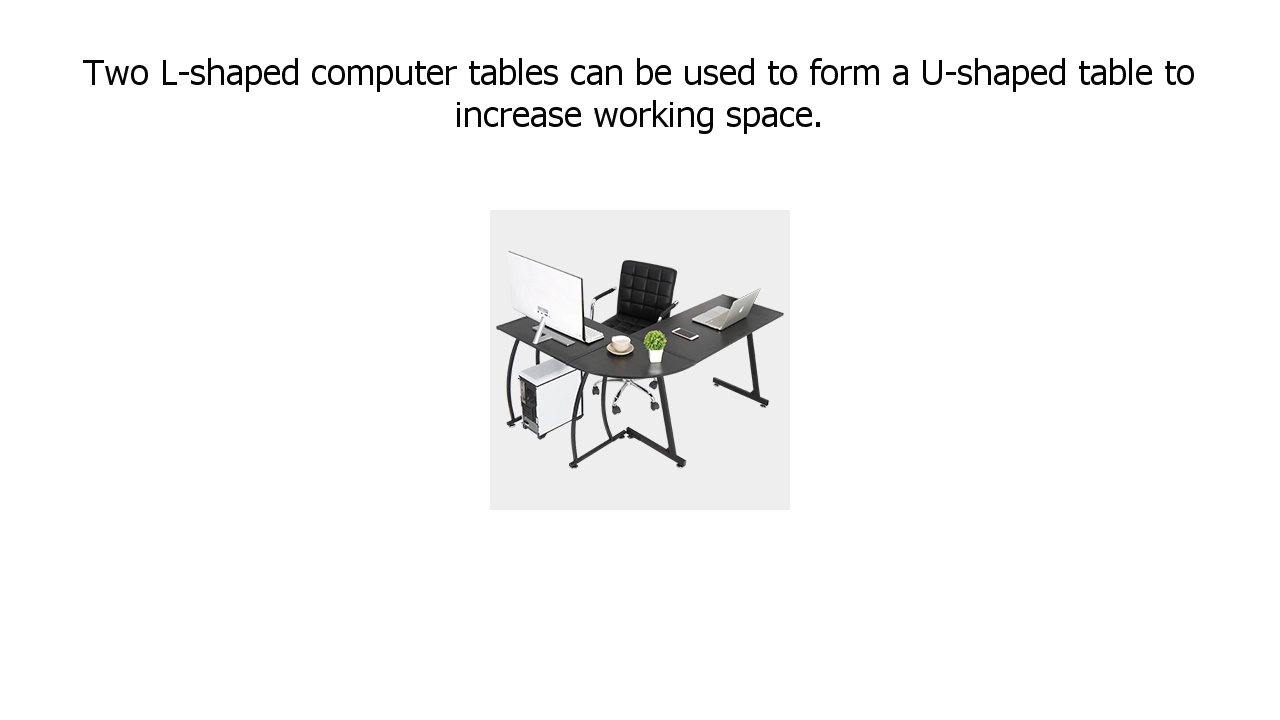 Two L-shaped computer tables can be used to form a U-shaped table to
increase working space.